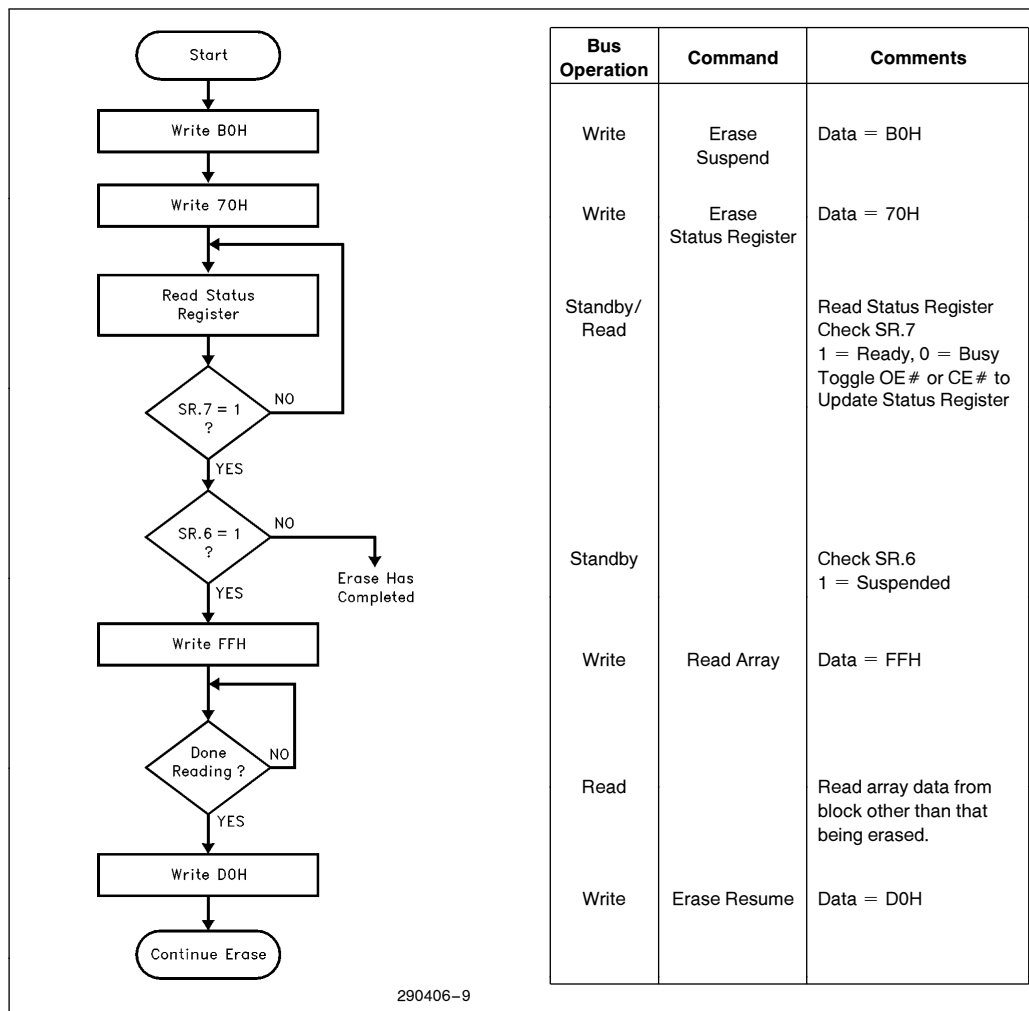 Start
Write B0H
Write 70H
Read Status
Register
SR.7 = 1
?
NO
YES
SR.6 = 1
?
NO
Erase Has
Completed
YES
Write FFH
Done
Reading ?
NO
YES
Write D0H
Continue Erase
290406–9
Bus
Operation
Command
Comments
Write
Erase
Suspend
Data = B0H
Write
Erase
Status Register
Data = 70H
Standby/
Read
Read Status Register
Check SR.7
1 = Ready, 0 = Busy
Toggle OE# or CE# to
Update Status Register
Standby
Check SR.6
1 = Suspended
Write
Read Array
Data = FFH
Read
Read array data from
block other than that
being erased.
Write
Erase Resume
Data = D0H